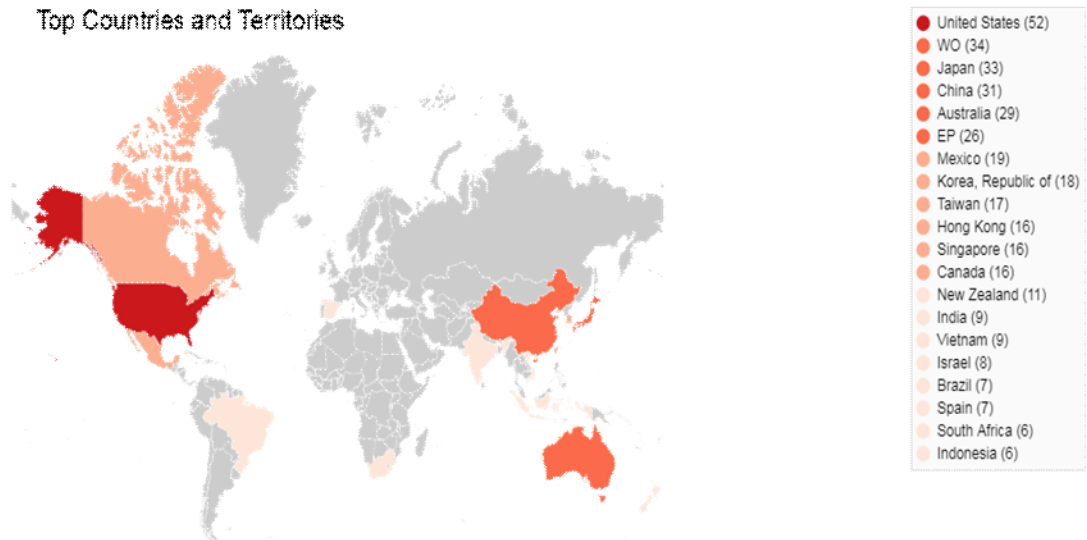 Top Countries and Territories
United States (52)
WO (34)
Japan (33)
China (31)
Australia (29)
EP (26)
Mexico (19)
Korea, Republic of (18)
Taiwan (17)
Hong Kong (16)
Singapore (16)
Canada (16)
New Zealand (11)
India (9)
Vietnam (9)
Israel (8)
Brazil (7)
Spain (7)
South Africa (6)
Indonesia (6)